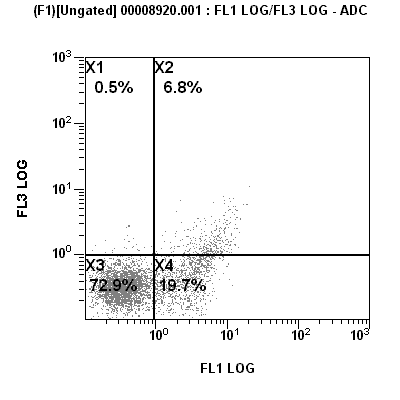 (F1)[Ungated] 00008920.001 : FL1 LOG/FL3 LOG - ADC
10³
X1 X2
0.5% 6.8%
10²
FL3 LOG
10¹
10⁰
X3 X4
72.9% 19.7%
10⁰ 10¹ 10² 10³
FL1 LOG